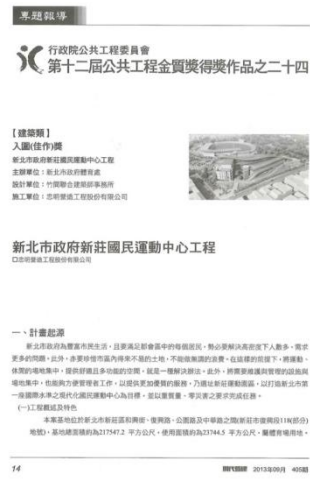 專題報導
行政院公共工程委員會
第十二屆公共工程金質獎得獎作品之二十四
【建築類】
入圍(佳作)獎
新北市政府新莊國民運動中心工程
主辦單位：新北市政府體育處
設計單位：竹間聯合建築師事務所
施工單位：忠明營造工程股份有限公司
新北市政府新莊國民運動中心工程
□忠明營造工程股份有限公司
一、計畫起源
新北市政府為豐富市民生活，且要滿足都會區中的每個居民，勢必要解決高密度下人數多、需求
更多的問題。此外，亦要珍惜市區內得來不易的土地，不能做無謂的浪費。在這樣的前提下，將運動、
休閒的場地集中，提供舒適且多功能的空間，就是一種解決辦法。此外，將需要維護與管理的設施與
場地集中，也能夠方便管理者工作，以提供更加優質的服務。乃選址新莊運動園區，以打造新北市第
一座國際水準之現代化國民運動中心為目標，並以重質量、零災害之要求完成任務。
(一)工程概述及特色
本案基地位於新北市新莊區和興街、復興路、公園路及中華路之間(新莊市復興段118(部分)
地號)，基地總面積約為217547.2 平方公尺，使用面積約為23744.5 平方公尺，屬體育場用地。
14
2013年09月 405期